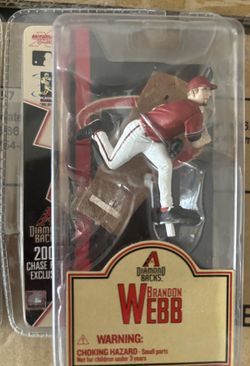 DIAMOND
BACKS
200
CHASE
EXCLUS
DIAMOND
BACKS
BRANDON
WEBB
WARNING:
CHOKING HAZARD - Small parts
Not for children under 3 years